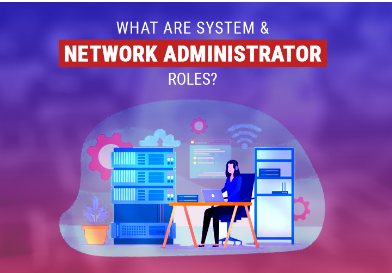 WHAT ARE SYSTEM &
NETWORK ADMINISTRATOR
ROLES?